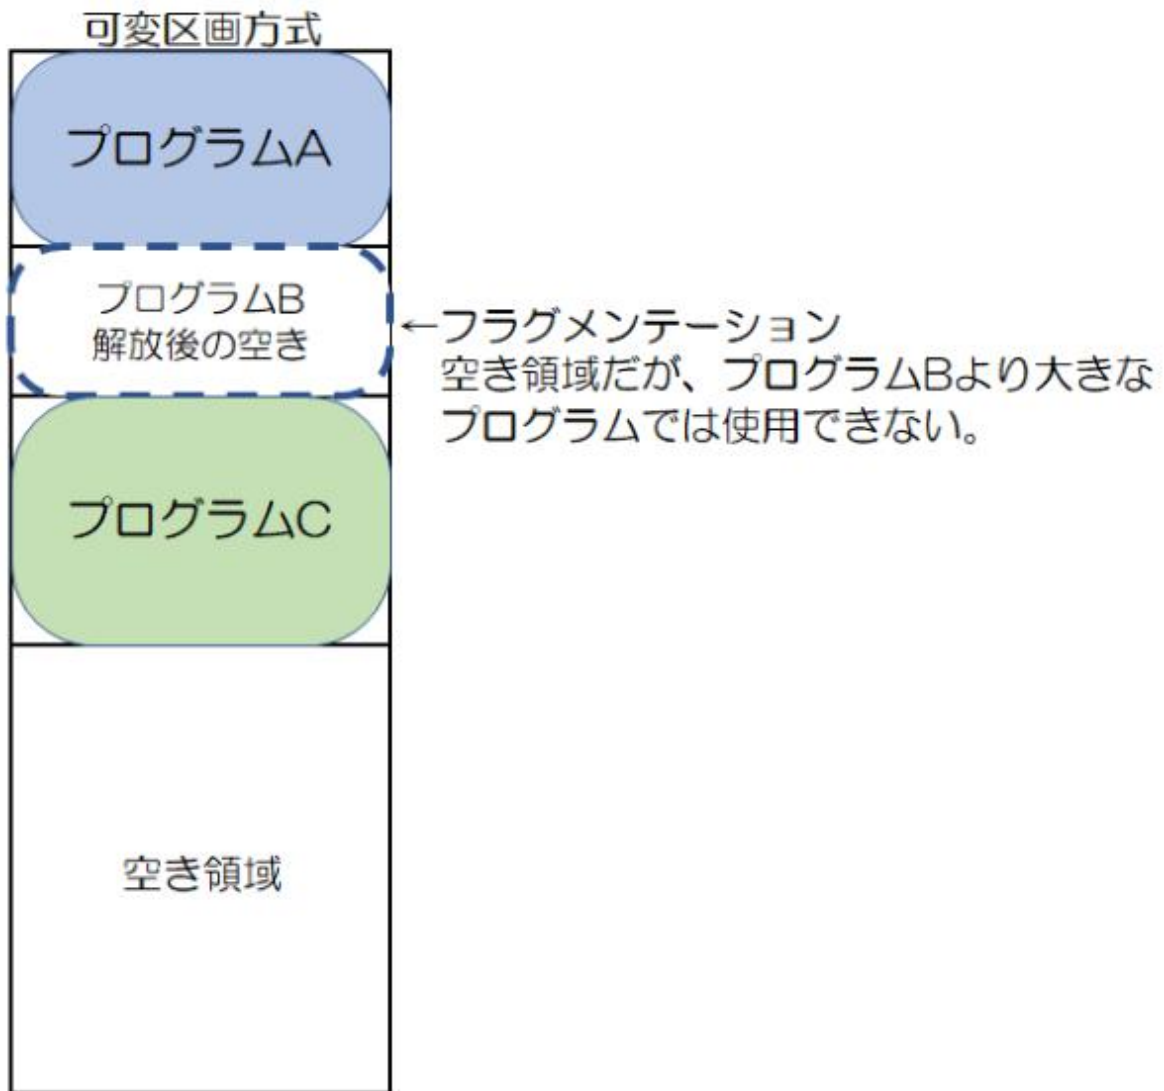 可変区画方式
プログラムA
プログラムB
解放後の空き
←フラグメンテーション
空き領域だが、プログラムBより大きな
プログラムでは使用できない。
プログラムC
空き領域